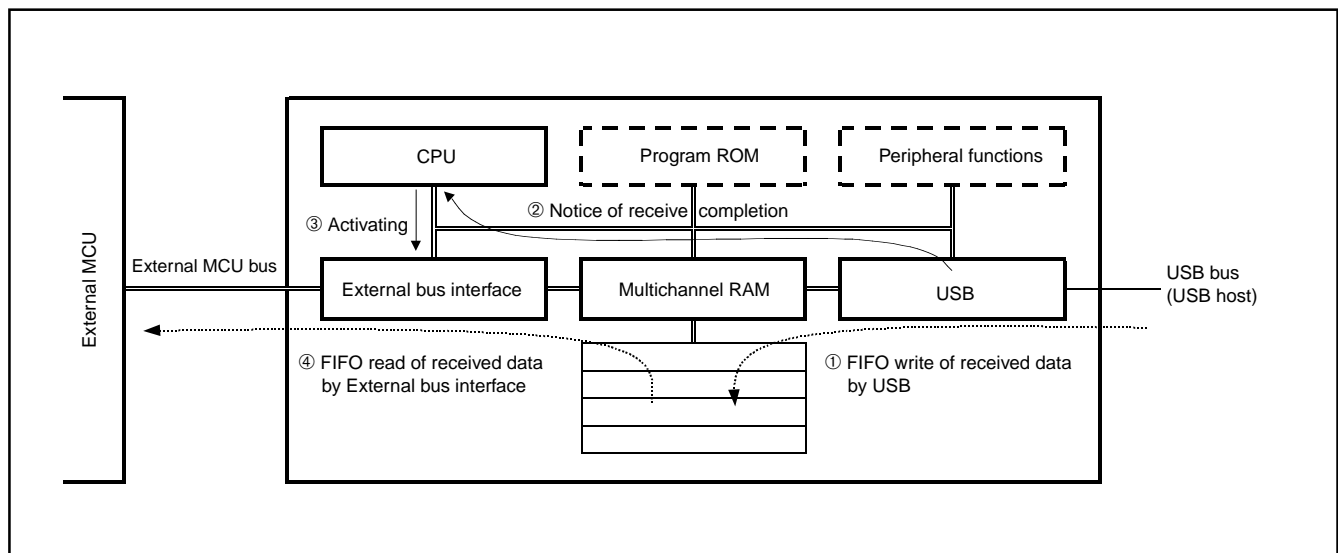 External MCU
External MCU bus
CPU
Program ROM
Peripheral functions
③ Activating
② Notice of receive completion
External bus interface
Multichannel RAM
USB
USB bus
(USB host)
④ FIFO read of received data
by External bus interface
① FIFO write of received data
by USB